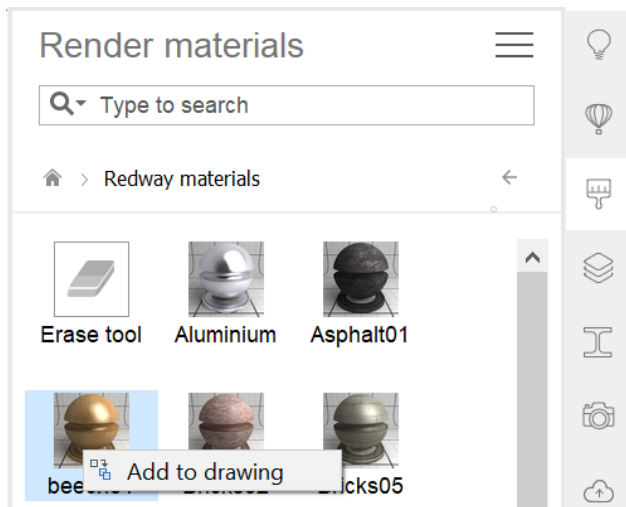 Render materials
Type to search
> Redway materials
Erase tool
Aluminium
Asphalt01
Add to drawing